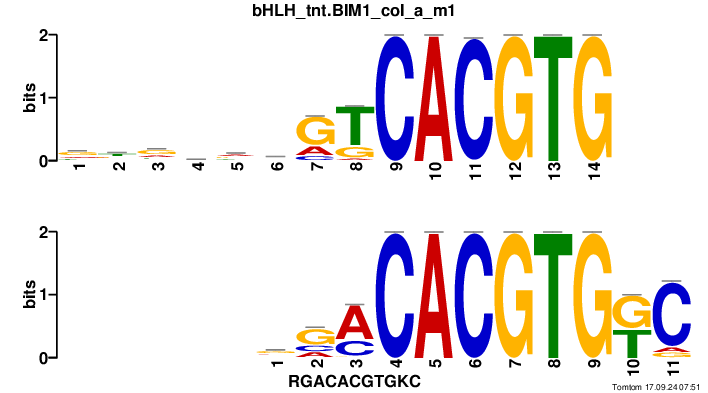 bHLH_tnt.BIM1_col_a_m1
2
bits
1
0
GTCACGTG
1 2 3 4 5 6 7 8 9 10 11 12 13 14
2
bits
1
0
GACACGTGGC
1 2 3 4 5 6 7 8 9 10 11
RGACACGTGKC
Tomtom 17.09.24 07:51